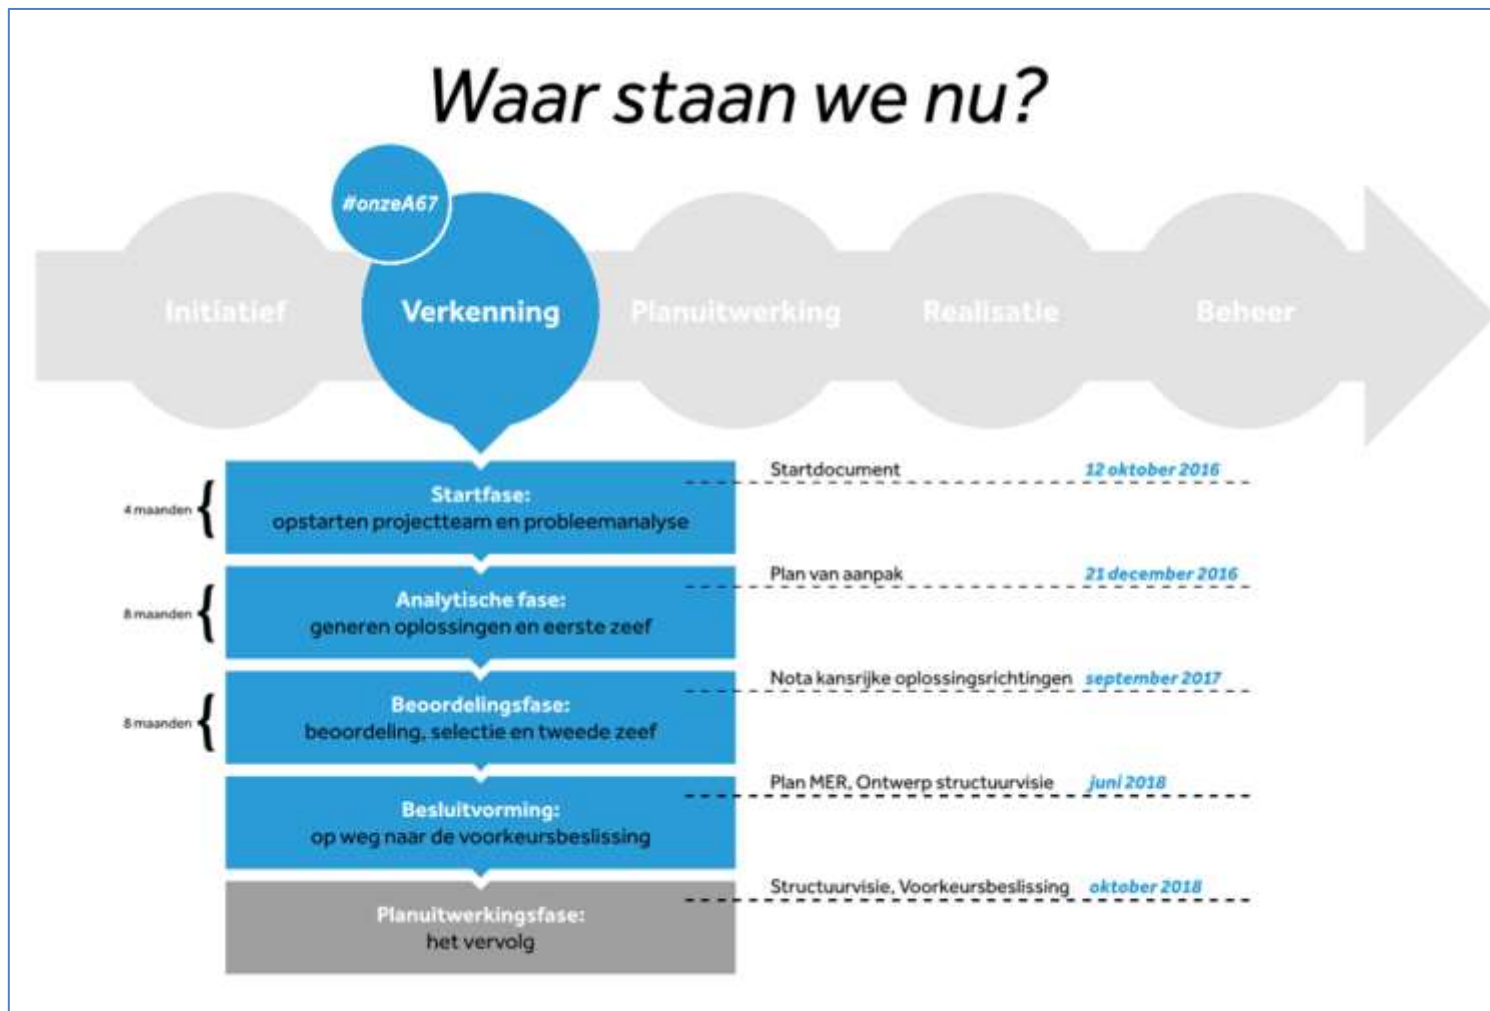 Waar staan we nu?
#onzeA67
Initiatief
Verkenning
Planuitwerking
Realisatie
Beheer
Startdocument 12 oktober 2016
4 maanden
Startfase:
opstarten projectteam en probleemanalyse
Plan van aanpak 21 december 2016
8 maanden
Analytische fase:
generen oplossingen en eerste zeef
Nota kansrijke oplossingsrichtingen september 2017
8 maanden
Beoordelingsfase:
beoordeling, selectie en tweede zeef
Plan MER, Ontwerp structuurvisie juni 2018
Besluitvorming:
op weg naar de voorkeursbeslissing
Structuurvisie, Voorkeursbeslissing oktober 2018
Planuitwerkingsfase:
het vervolg